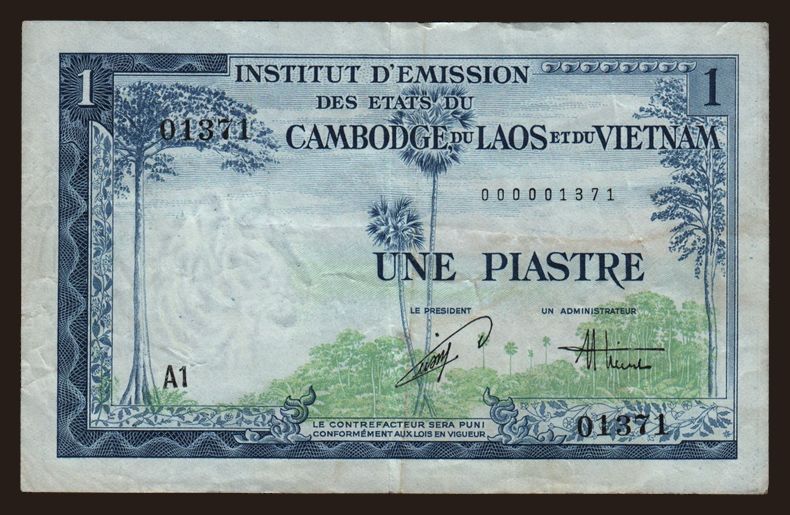 1
INSTITUT D'EMISSION
1
DES ETATS DU
01371
CAMBODGE, DU LAOS ET DU VIETNAM
000001371
UNE PIASTRE
LE PRESIDENT UN ADMINISTRATEUR
A1
LE CONTREFACTEUR SERA PUNI
CONFORMÉMENT AUX LOIS EN VIGUEUR
01371